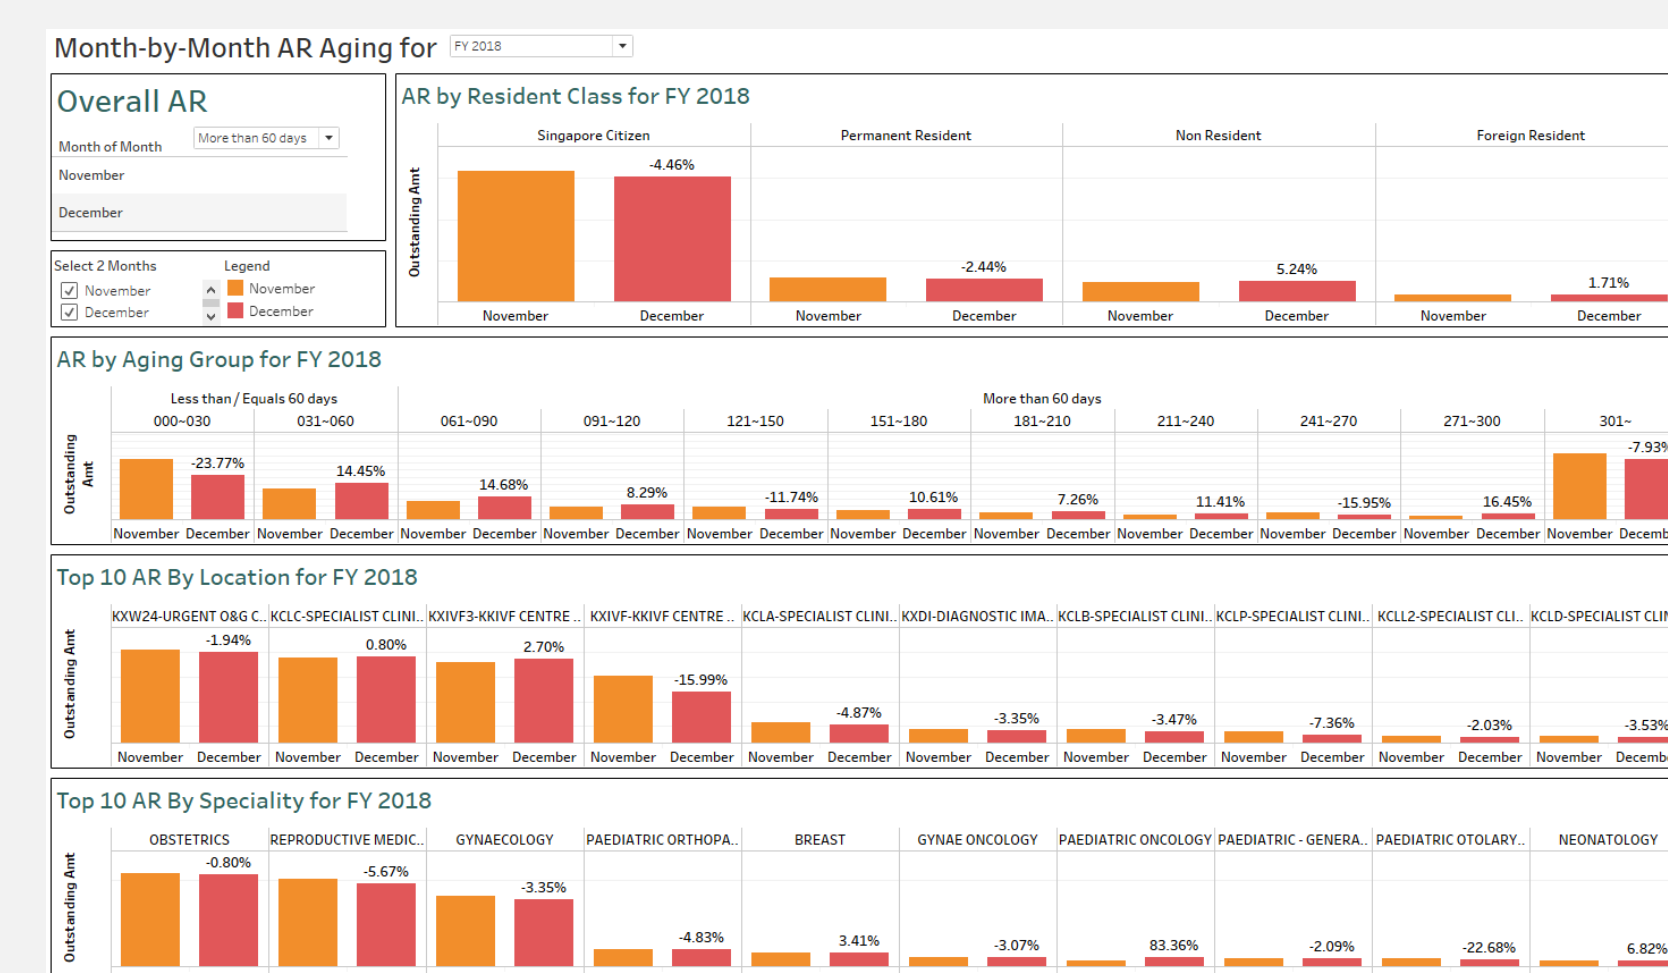 Month-by-Month AR Aging for FY 2018
Overall AR
Month of Month More than 60 days
November
December
Select 2 Months Legend
November November
December December
AR by Resident Class for FY 2018
Singapore Citizen Permanent Resident Non Resident Foreign Resident
Outstanding Amt
-4.46% -2.44% 5.24% 1.71%
November December November December November December November December
AR by Aging Group for FY 2018
Less than / Equals 60 days More than 60 days
000~030 031~060 061~090 091~120 121~150 151~180 181~210 211~240 241~270 271~300 301~
Outstanding
Amt
-23.77% 14.45% 14.68% 8.29% -11.74% 10.61% 7.26% 11.41% -15.95% 16.45% -7.93%
November December November December November December November December November December November December November December November December November December November December November Decemb
Top 10 AR By Location for FY 2018
KXW24-URGENT O&G C.. KCLC-SPECIALIST CLINI.. KXIVF3-KKIVF CENTRE .. KXIVF-KKIVF CENTRE .. KCLA-SPECIALIST CLINI.. KXDI-DIAGNOSTIC IMA.. KCLB-SPECIALIST CLINI.. KCLP-SPECIALIST CLINI.. KCLL2-SPECIALIST CLI.. KCLD-SPECIALIST CLIN
Outstanding Amt
-1.94% 0.80% 2.70% -15.99% -4.87% -3.35% -3.47% -7.36% -2.03% -3.53%
November December November December November December November December November December November December November December November December November December November Decemb
Top 10 AR By Speciality for FY 2018
OBSTETRICS REPRODUCTIVE MEDIC.. GYNAECOLOGY PAEDIATRIC ORTHOPA.. BREAST GYNAE ONCOLOGY PAEDIATRIC ONCOLOGY PAEDIATRIC - GENERA.. PAEDIATRIC OTOLARY.. NEONATOLOGY
Outstanding Amt
-0.80% -5.67% -3.35% -4.83% 3.41% -3.07% 83.36% -2.09% -22.68% 6.82%